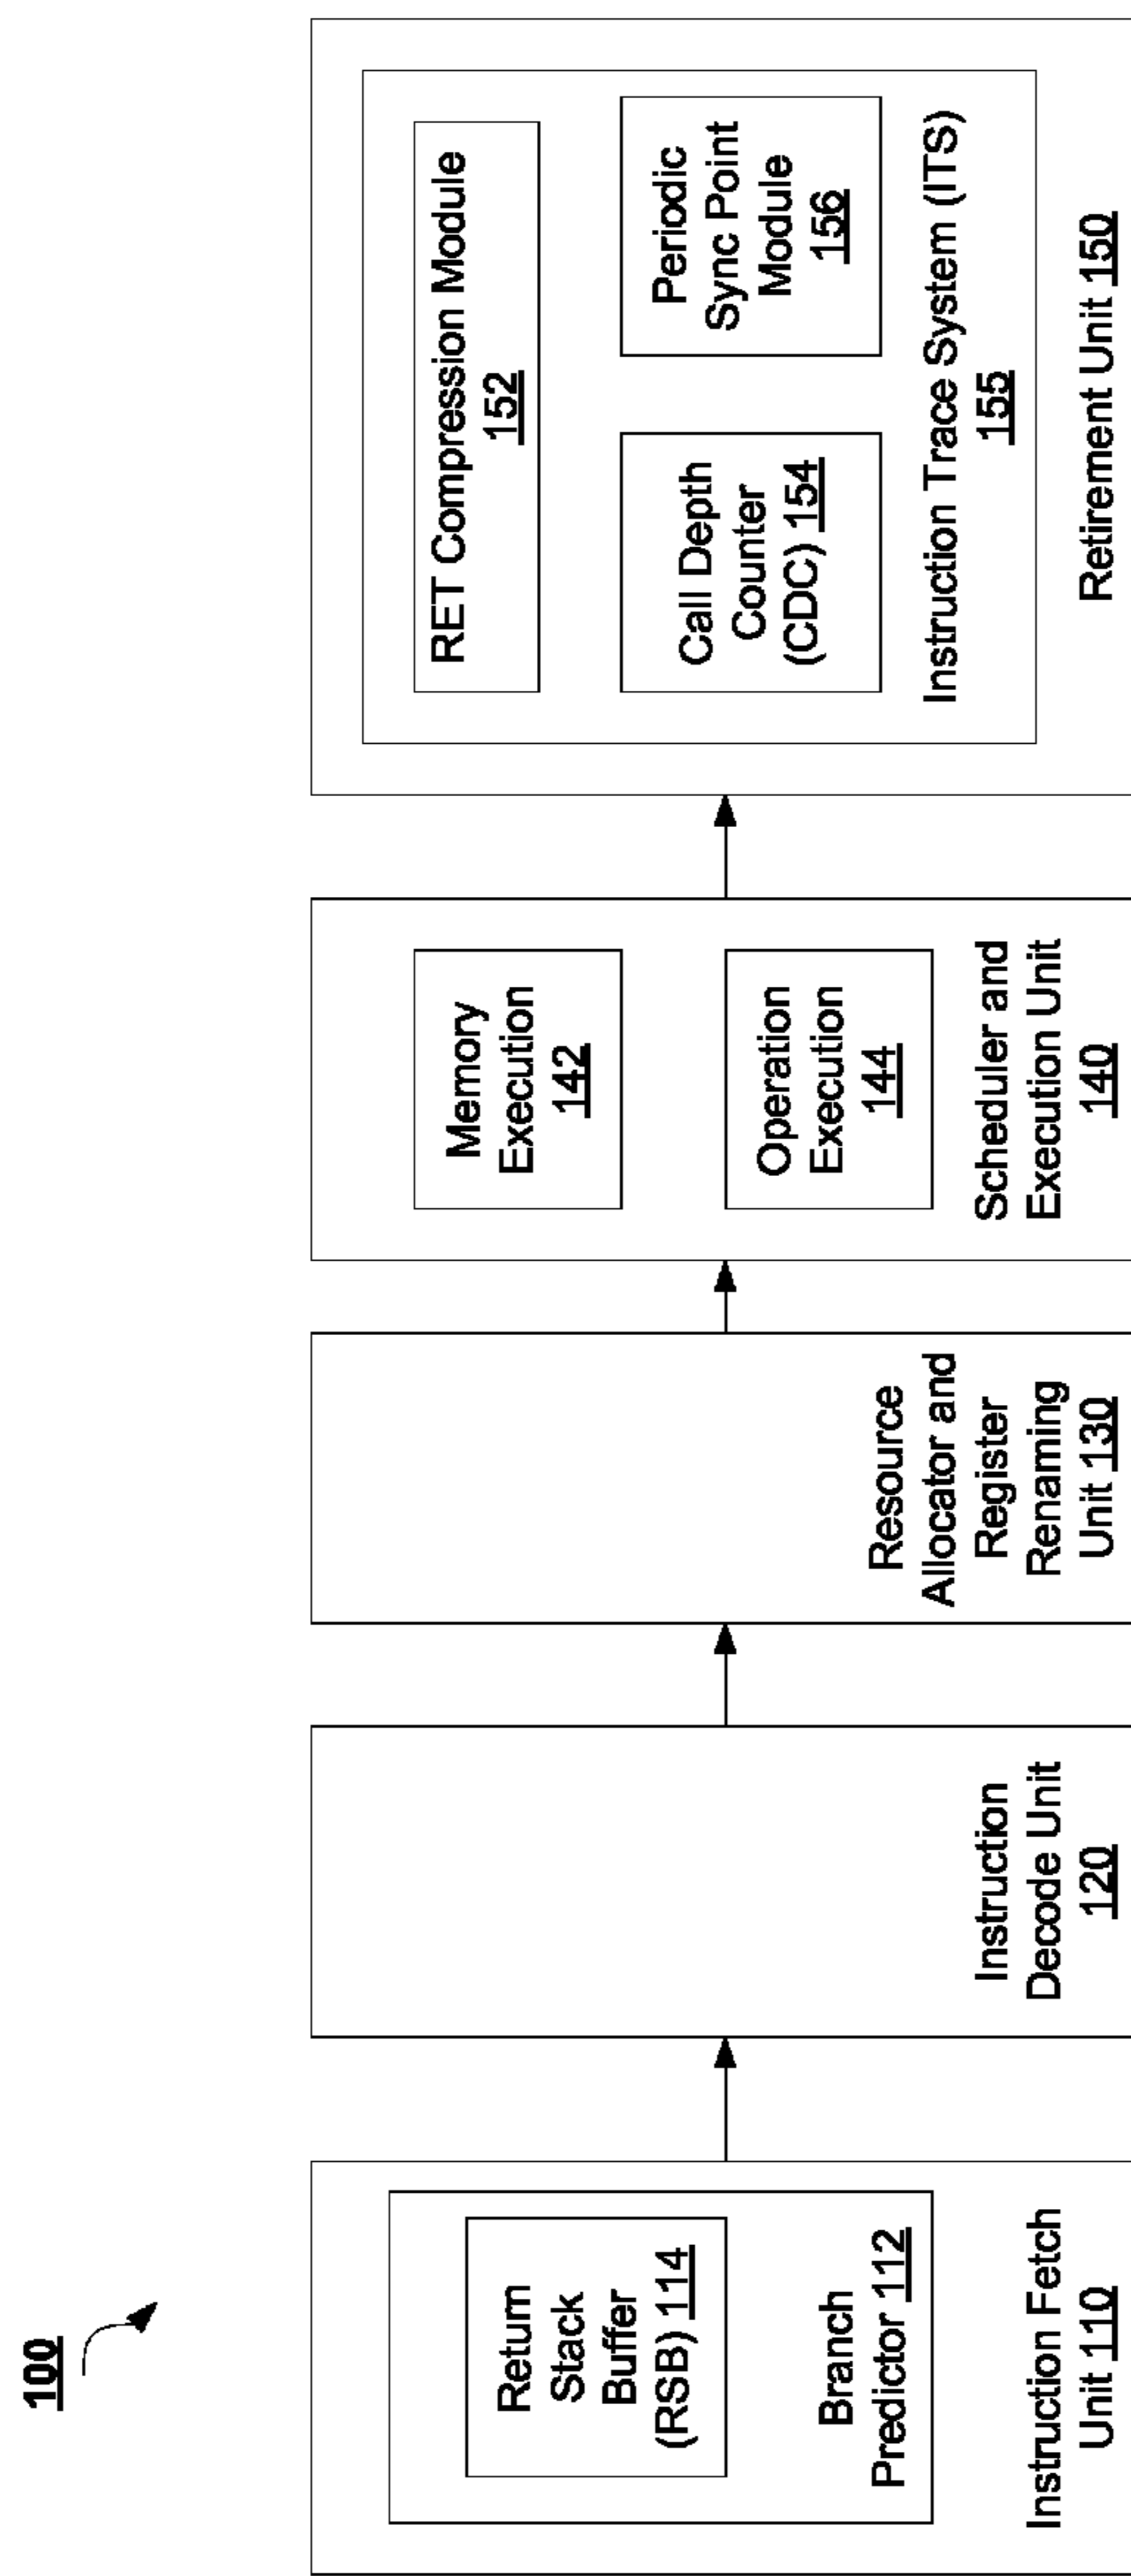 100
Return
Stack
Buffer
(RSB) 114
Branch
Predictor 112
Instruction Fetch
Unit 110
Instruction
Decode Unit
120
Resource
Allocator and
Register
Renaming
Unit 130
Memory
Execution
142
Operation
Execution
144
Scheduler and
Execution Unit
140
RET Compression Module
152
Call Depth
Counter
(CDC) 154
Periodic
Sync Point
Module
156
Instruction Trace System (ITS)
155
Retirement Unit 150